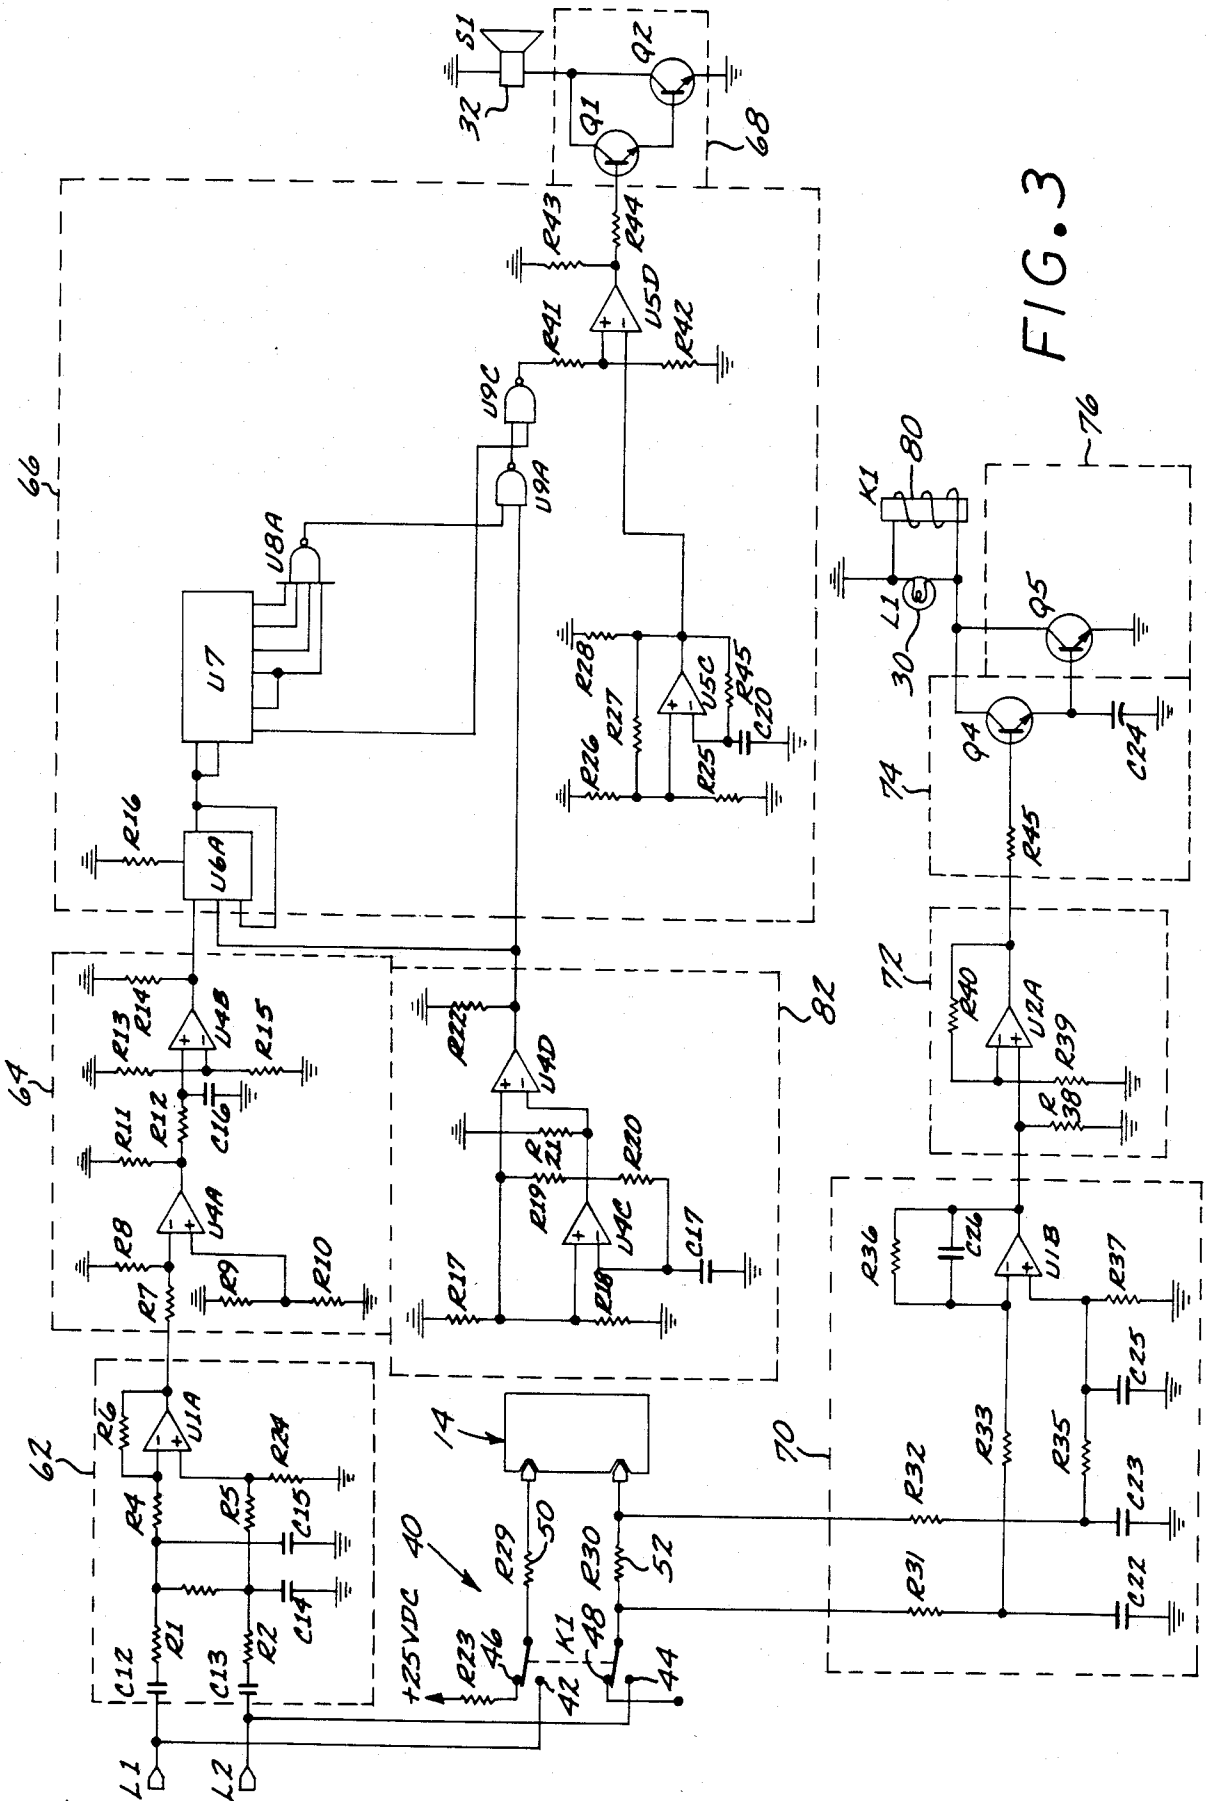 66
S1
32
Q1
Q2
68
R43
R44
U5D
R41
R42
U9C
U9A
U8A
U7
R16
U6A
R28
R27
R26
R25
U5C
R45
C20
64
R14
R13
U4B
R15
R12
C16
R11
U4A
R8
R7
R9
R10
R22
U4D
82
R
21
R20
R19
U4C
R18
R17
C17
62
R6
U1A
R4
R5
R24
C15
C14
R1
R2
C12
C13
L1
L2
14
40
+25VDC
R23
R29
50
46
42
K1
48
44
R30
52
70
R36
C26
U1B
R37
R33
R35
C25
R32
C23
R31
C22
72
R40
U2A
R39
R
38
74
R45
Q4
C24
76
Q5
K1
80
L1
30
FIG. 3